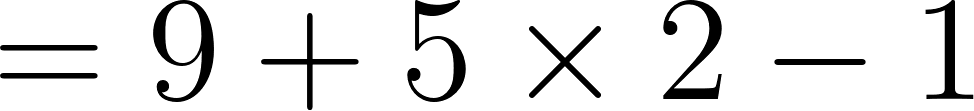 = 9 + 5 × 2 − 1